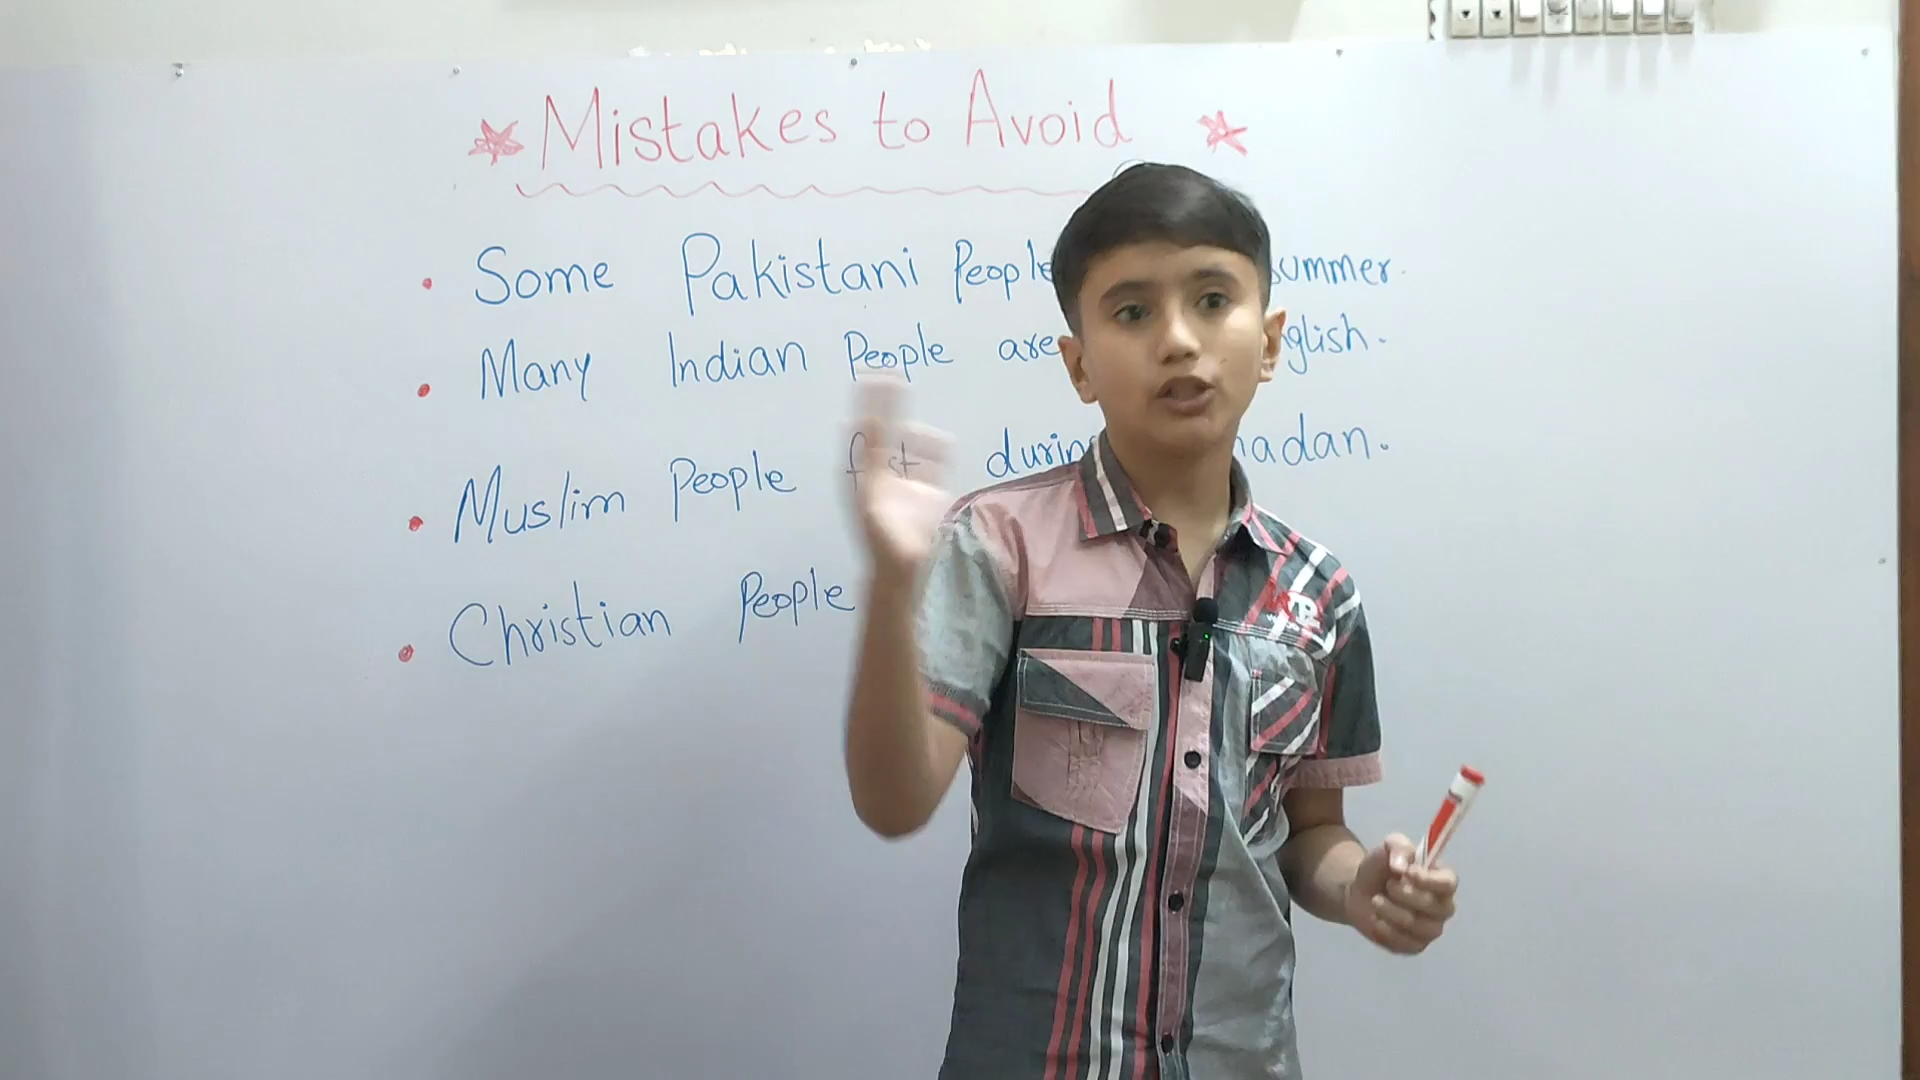 Mistakes to Avoid
• Some Pakistani People summer.
• Many Indian People are glish.
• Muslim People during adan.
• Christian People